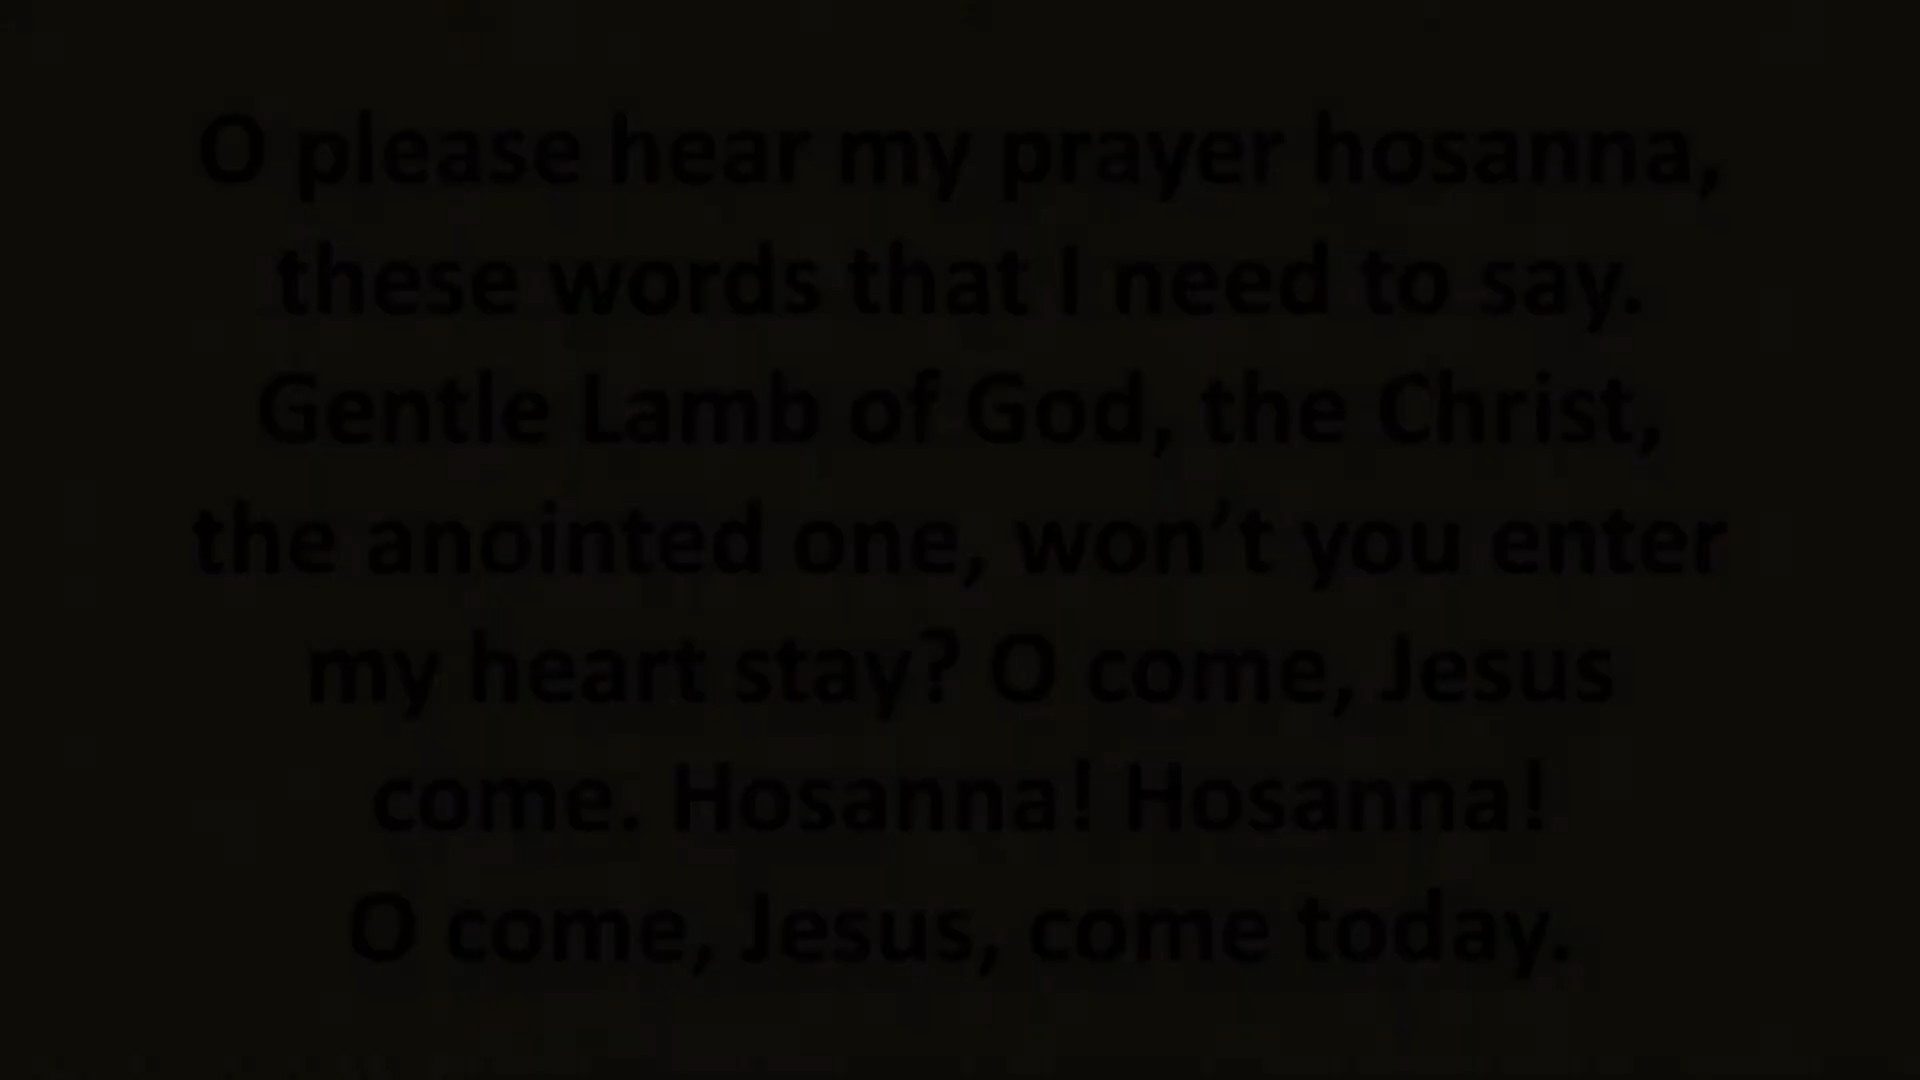 O please hear my prayer hosanna,
these words that I need to say.
Gentle Lamb of God, the Christ,
the anointed one, won’t you enter
my heart stay? O come, Jesus
come. Hosanna! Hosanna!
O come, Jesus, come today.